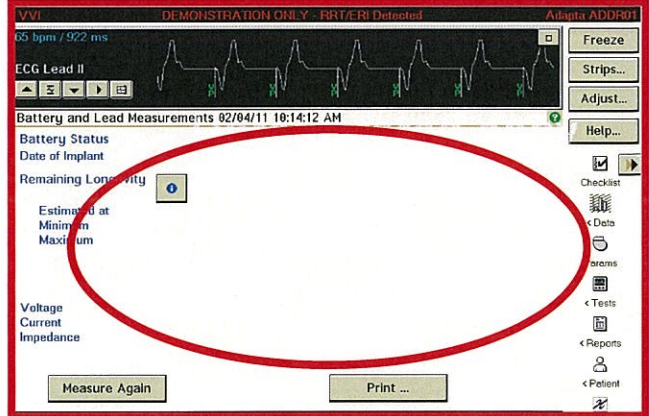 VVI DEMONSTRATION ONLY - RRT/ERI Detected Adapta ADDR01
65 bpm / 922 ms
ECG Lead II
Freeze
Strips...
Adjust...
Help...
Battery and Lead Measurements 02/04/11 10:14:12 AM
Battery Status
Date of Implant
Remaining Longevity
Estimated at
Minimum
Maximum
Voltage
Current
Impedance
Measure Again
Print ...
Checklist
< Data
Params
< Tests
< Reports
< Patient